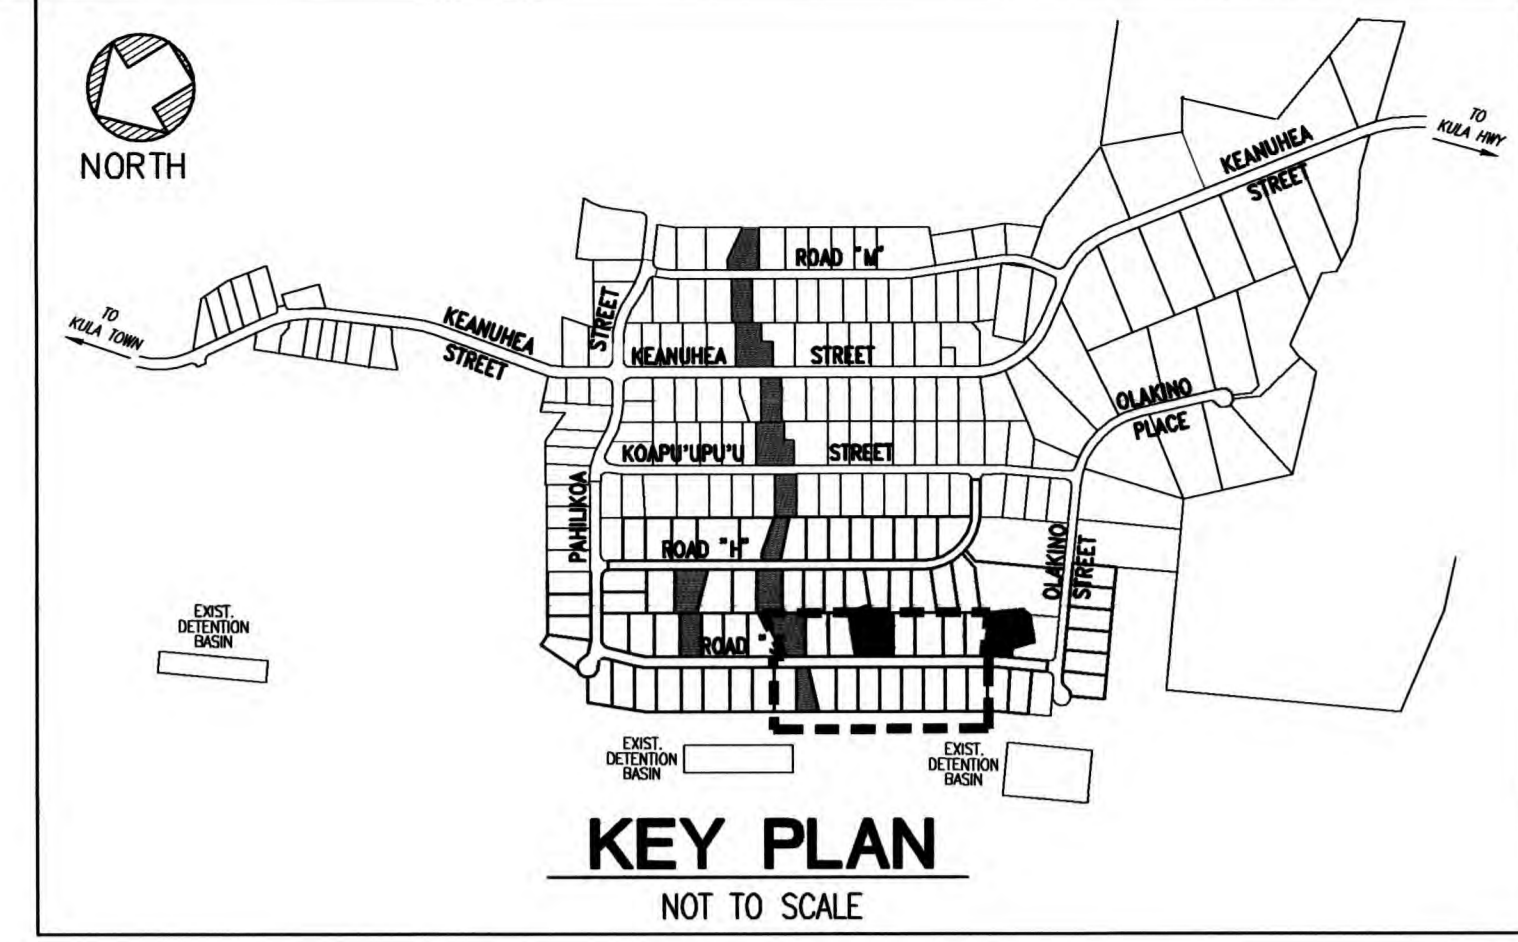 NORTH
TO
KULA HWY
KEANUHEA
STREET
ROAD "M"
TO
KULA TOWN
KEANUHEA
STREET
STREET
KEANUHEA
STREET
OLAKINO
PLACE
KOAPU'UPU'U
STREET
PAHILIKOA
ROAD "H"
OLAKINO
STREET
EXIST.
DETENTION
BASIN
ROAD "
EXIST.
DETENTION
BASIN
EXIST.
DETENTION
BASIN
KEY PLAN
NOT TO SCALE